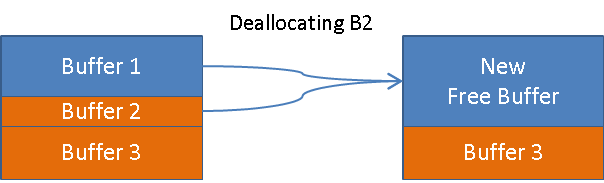 Deallocating B2
Buffer 1
Buffer 2
Buffer 3
New
Free Buffer
Buffer 3